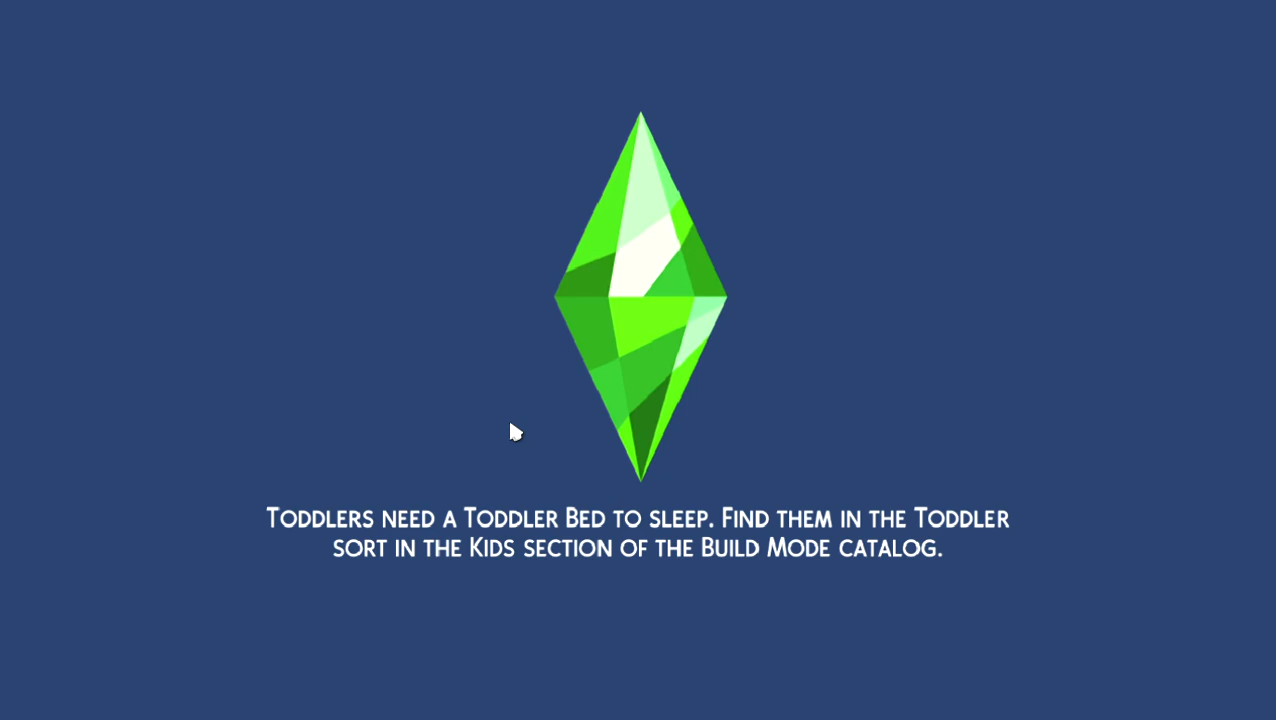 Toddlers need a Toddler Bed to sleep. Find them in the Toddler
sort in the Kids section of the Build Mode catalog.